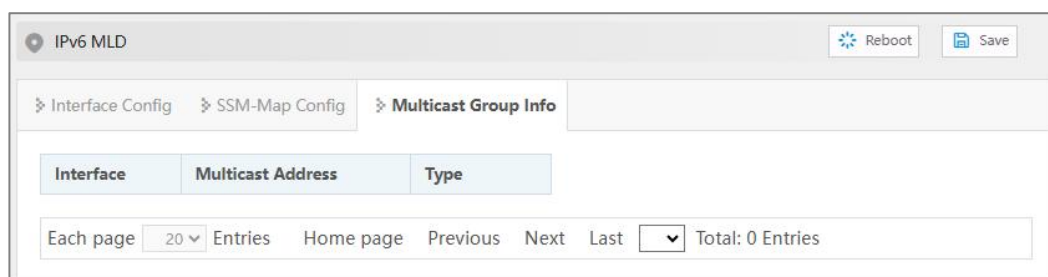 IPv6 MLD Reboot Save
Interface Config SSM-Map Config Multicast Group Info
Interface Multicast Address Type
Each page 20 Entries Home page Previous Next Last Total: 0 Entries